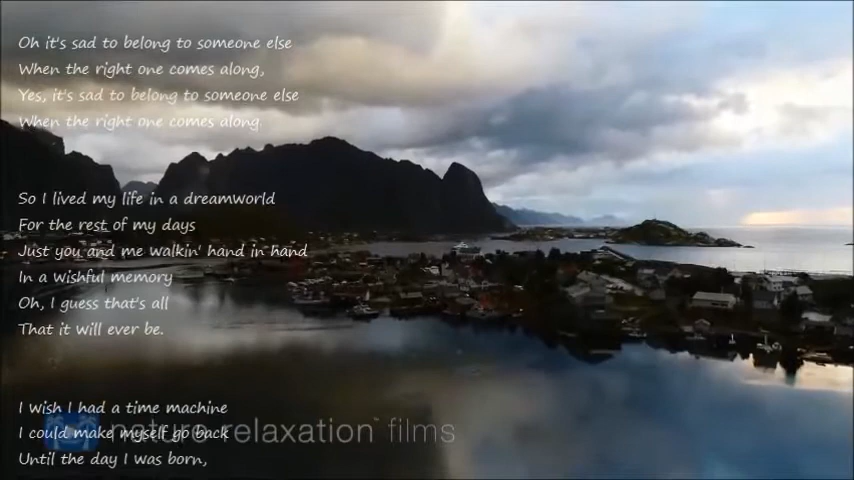 Oh it's sad to belong to someone else
When the right one comes along,
Yes, it's sad to belong to someone else
When the right one comes along.
So I lived my life in a dreamworld
For the rest of my days
Just you and me walkin' hand in hand
In a wishful memory
Oh, I guess that's all
That it will ever be.
I wish I had a time machine
I could make myself go back
nature relaxation™ films
Until the day I was born,